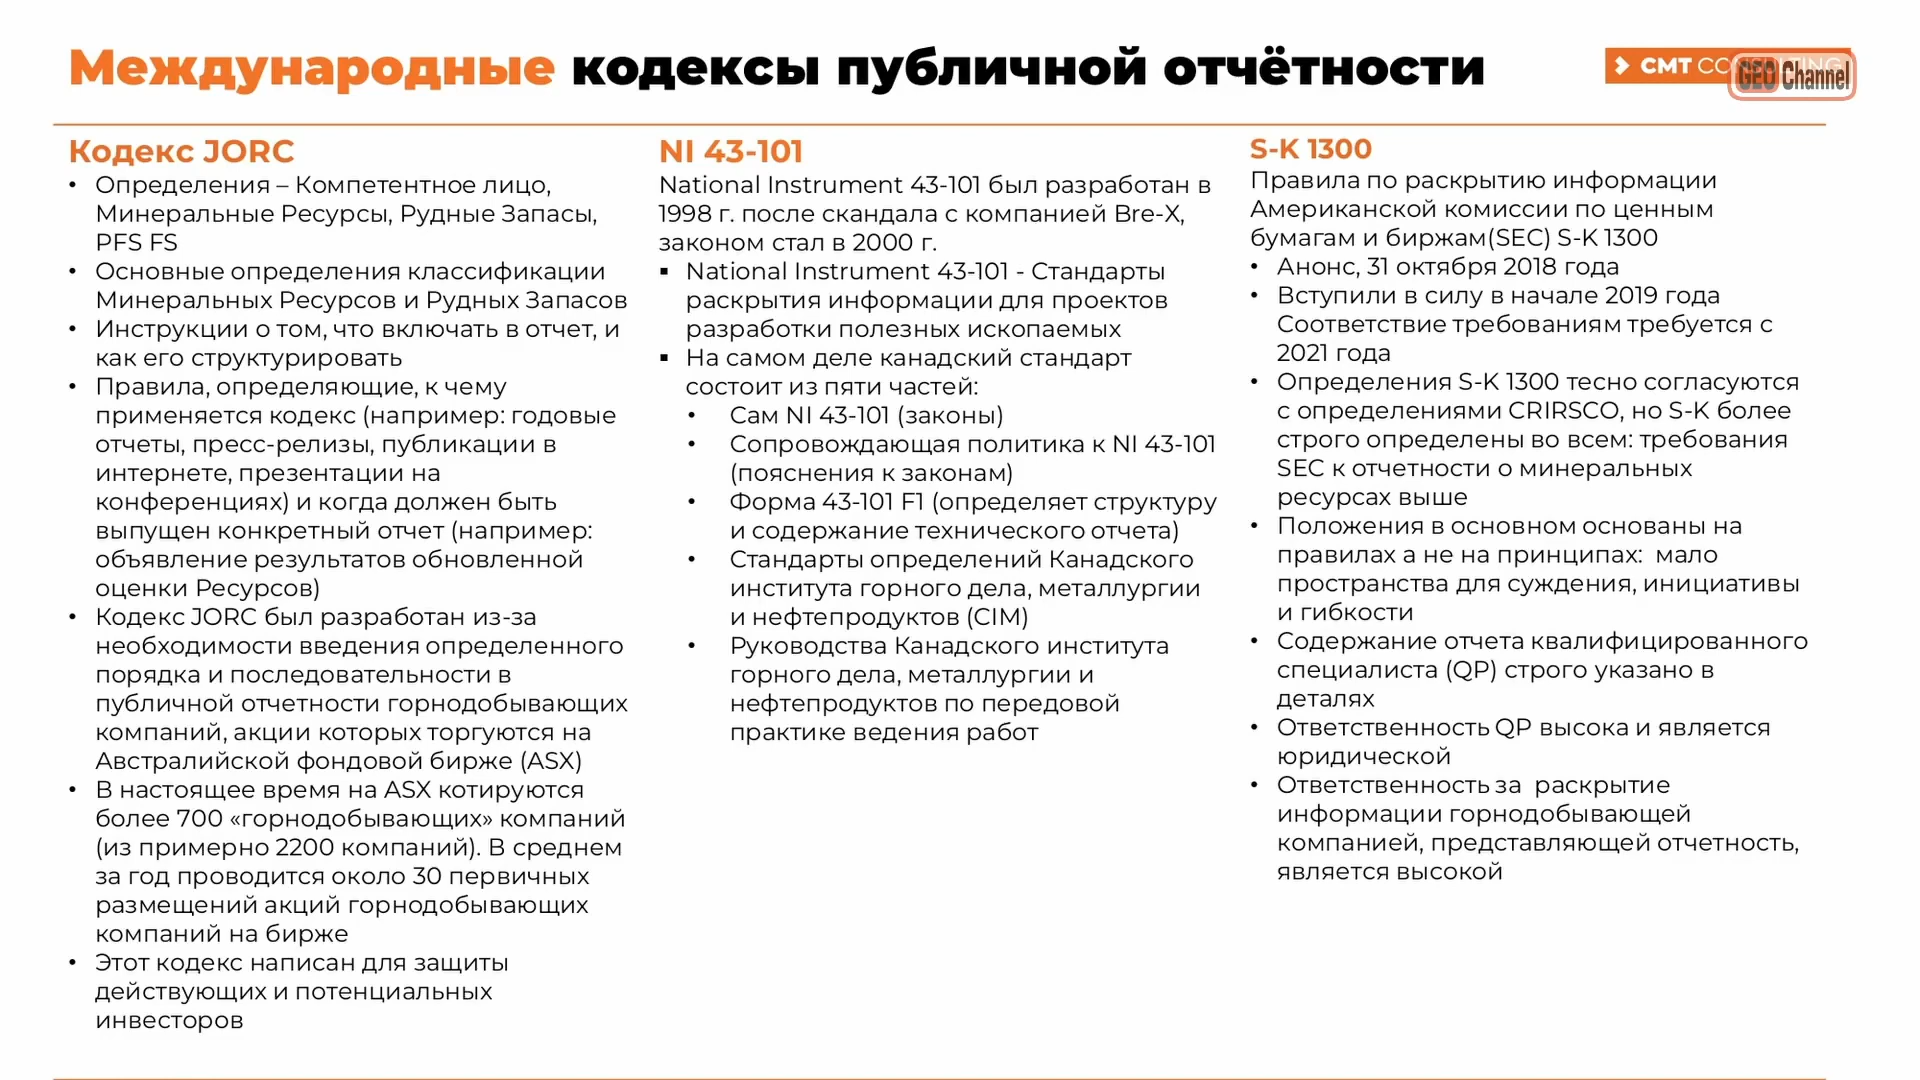 Международные кодексы публичной отчётности
CMT CO
GEO Channel
Кодекс JORC
• Определения – Компетентное лицо,
Минеральные Ресурсы, Рудные Запасы,
PFS FS
• Основные определения классификации
Минеральных Ресурсов и Рудных Запасов
• Инструкции о том, что включать в отчет, и
как его структурировать
• Правила, определяющие, к чему
применяется кодекс (например: годовые
отчеты, пресс-релизы, публикации в
интернете, презентации на
конференциях) и когда должен быть
выпущен конкретный отчет (например:
объявление результатов обновленной
оценки Ресурсов)
• Кодекс JORC был разработан из-за
необходимости введения определенного
порядка и последовательности в
публичной отчетности горнодобывающих
компаний, акции которых торгуются на
Австралийской фондовой бирже (ASX)
• В настоящее время на ASX котируются
более 700 «горнодобывающих» компаний
(из примерно 2200 компаний). В среднем
за год проводится около 30 первичных
размещений акций горнодобывающих
компаний на бирже
• Этот кодекс написан для защиты
действующих и потенциальных
инвесторов
NI 43-101
National Instrument 43-101 был разработан в
1998 г. после скандала с компанией Bre-X,
законом стал в 2000 г.
▪ National Instrument 43-101 - Стандарты
раскрытия информации для проектов
разработки полезных ископаемых
▪ На самом деле канадский стандарт
состоит из пяти частей:
• Сам NI 43-101 (законы)
• Сопровождающая политика к NI 43-101
(пояснения к законам)
• Форма 43-101 F1 (определяет структуру
и содержание технического отчета)
• Стандарты определений Канадского
института горного дела, металлургии
и нефтепродуктов (CIM)
• Руководства Канадского института
горного дела, металлургии и
нефтепродуктов по передовой
практике ведения работ
S-K 1300
Правила по раскрытию информации
Американской комиссии по ценным
бумагам и биржам(SEC) S-K 1300
• Анонс, 31 октября 2018 года
• Вступили в силу в начале 2019 года
Соответствие требованиям требуется с
2021 года
• Определения S-K 1300 тесно согласуются
с определениями CRIRSCO, но S-K более
строго определены во всем: требования
SEC к отчетности о минеральных
ресурсах выше
• Положения в основном основаны на
правилах а не на принципах: мало
пространства для суждения, инициативы
и гибкости
• Содержание отчета квалифицированного
специалиста (QP) строго указано в
деталях
• Ответственность QP высока и является
юридической
• Ответственность за раскрытие
информации горнодобывающей
компанией, представляющей отчетность,
является высокой